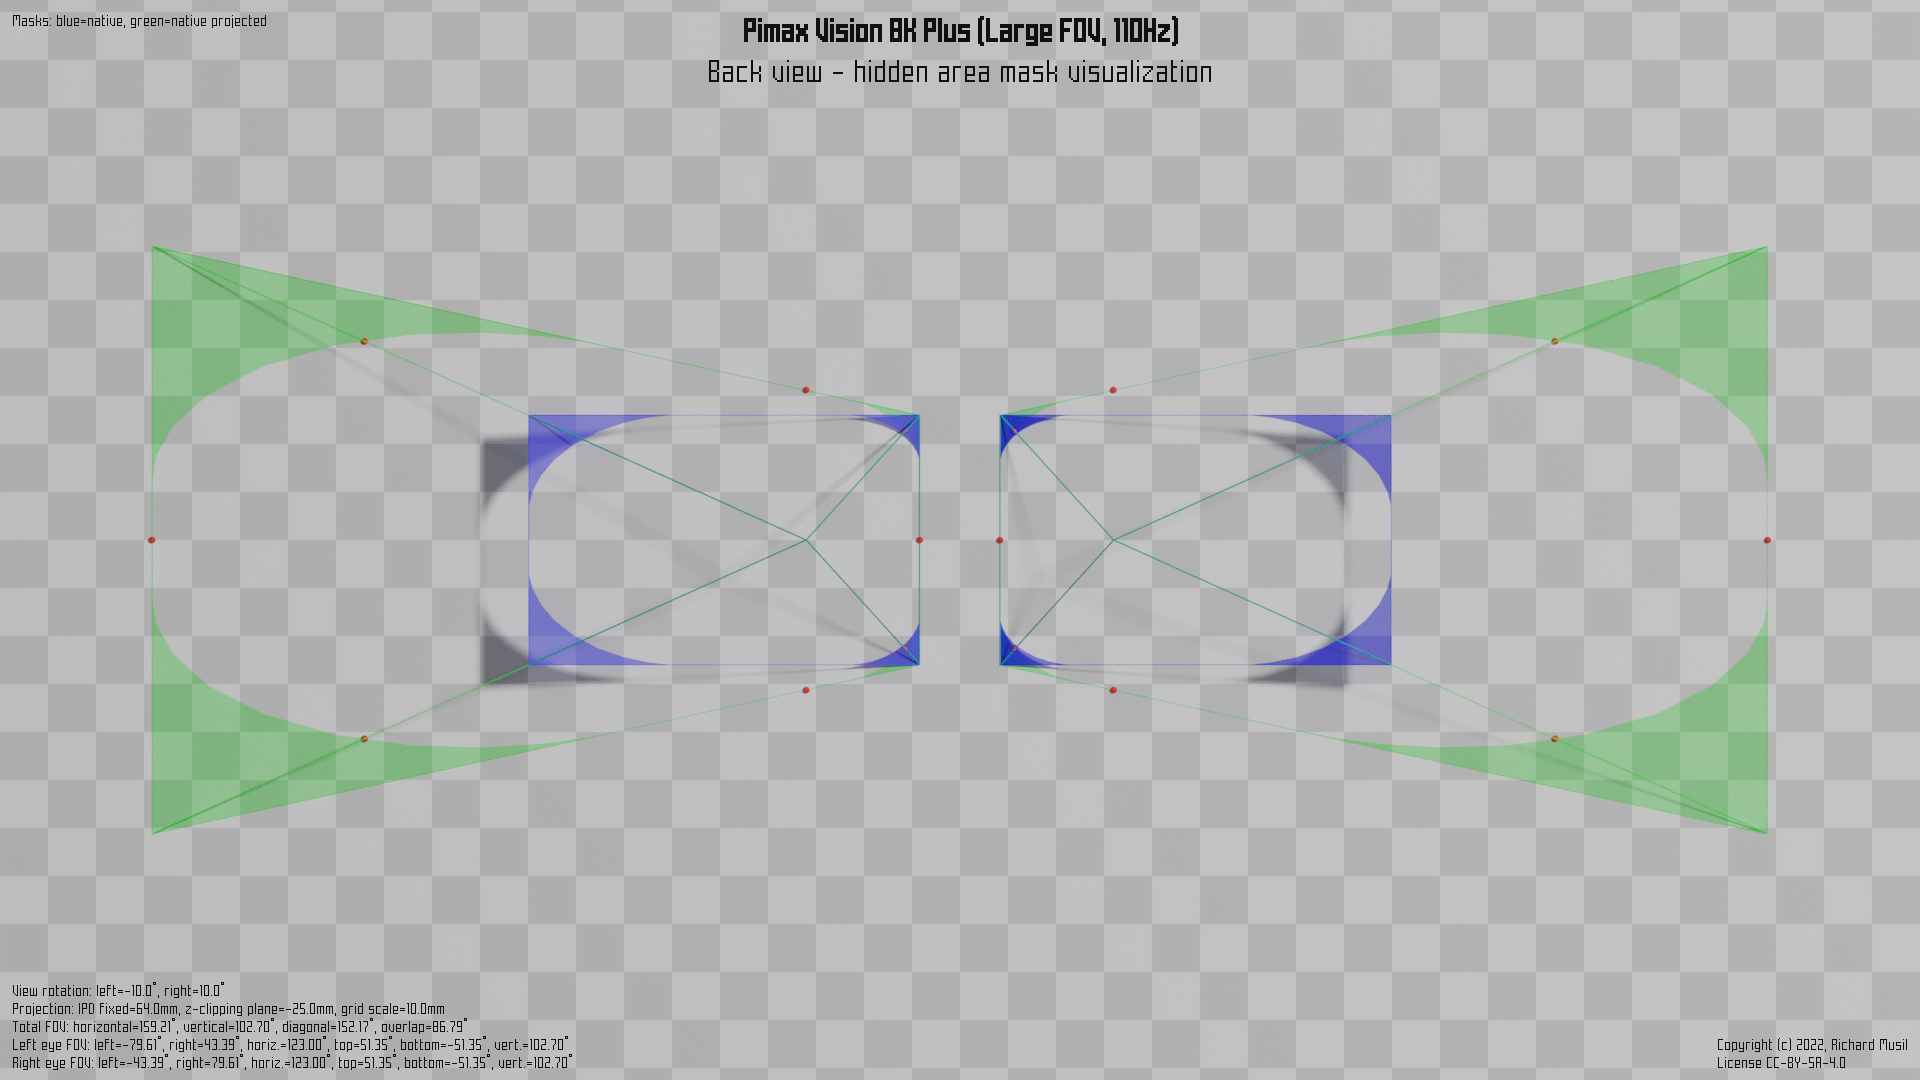 Masks: blue=native, green=native projected
Pimax Vision 8K Plus (Large FOV, 110Hz)
Back view - hidden area mask visualization
View rotation: left=-10.0°, right=10.0°
Projection: IPD fixed=64.0mm, z-clipping plane=-25.0mm, grid scale=10.0mm
Total FOV: horizontal=159.21°, vertical=102.70°, diagonal=152.17°, overlap=86.79°
Left eye FOV: left=-79.61°, right=43.39°, horiz.=123.00°, top=51.35°, bottom=-51.35°, vert.=102.70°
Right eye FOV: left=-43.39°, right=79.61°, horiz.=123.00°, top=51.35°, bottom=-51.35°, vert.=102.70°
Copyright (c) 2022, Richard Musil
License CC-BY-SA-4.0